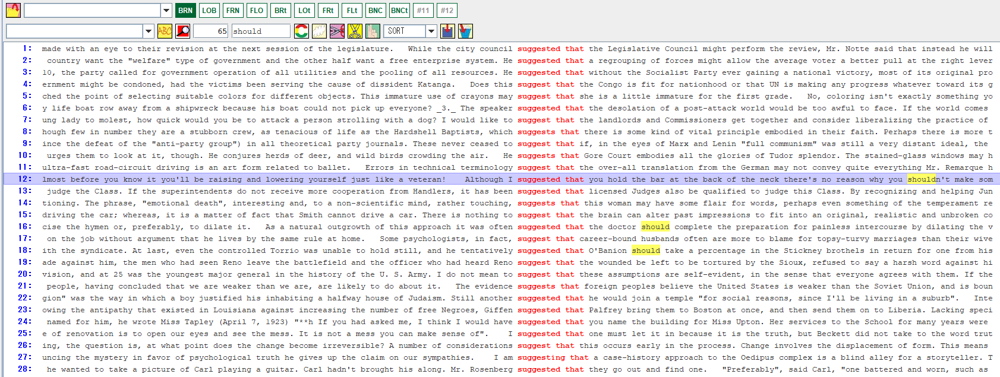 BRN LOB FRN FLO BRt LOt FRt FLt BNC BNCt #11 #12
ABC 65 should SORT
1: made with an eye to their revision at the next session of the legislature. While the city council suggested that the Legislative Council might perform the review, Mr. Notte said that instead he will
2: country want the "welfare" type of government and the other half want a free enterprise system. He suggested that a regrouping of forces might allow the average voter a better pull at the right lever
3: 10, the party called for government operation of all utilities and the pooling of all resources. He suggested that without the Socialist Party ever gaining a national victory, most of its original pro
4: ernment might be condoned, had the victims been serving the cause of dissident Katanga. Does this suggest that the Congo is fit for nationhood or that UN is making any progress whatever toward its g
5: ched the point of selecting suitable colors for different objects. This immature use of crayons may suggest that she is a little immature for the first grade. No, coloring isn't exactly something yo
6: y life boat row away from a shipwreck because his boat could not pick up everyone? _3._ The speaker suggested that the desolation of a post-attack world would be too awful to face. If the world comes
7: ung lady to molest, how quick would you be to attack a person strolling with a dog? I would like to suggest that the landlords and Commissioners get together and consider liberalizing the practice of
8: hough few in number they are a stubborn crew, as tenacious of life as the Hardshell Baptists, which suggests that there is some kind of vital principle embodied in their faith. Perhaps there is more t
9: ince the defeat of the "anti-party group") in all theoretical party journals. These never ceased to suggest that if, in the eyes of Marx and Lenin "full communism" was still a very distant ideal, the
10: urges them to look at it, though. He conjures herds of deer, and wild birds crowding the air. He suggests that Gore Court embodies all the glories of Tudor splendor. The stained-glass windows may h
11: ultra-fast road-circuit driving is an art form related to ballet. Errors in technical terminology suggest that the over-all translation from the German may not convey quite everything Mr. Remarque h
12: lmost before you know it you'll be raising and lowering yourself just like a veteran! Although I suggested that you hold the bar at the back of the neck there's no reason why you shouldn't make som
13: judge the Class. If the superintendents do not receive more cooperation from Handlers, it has been suggested that licensed Judges also be qualified to judge this Class. By recognizing and helping Jun
14: tioning. The phrase, "emotional death", interesting and, to a non-scientific mind, rather touching, suggests that this woman may have some flair for words, perhaps even something of the temperament re
15: driving the car; whereas, it is a matter of fact that Smith cannot drive a car. There is nothing to suggest that the brain can alter past impressions to fit into an original, realistic and unbroken co
16: cise the hymen or, preferably, to dilate it. As a natural outgrowth of this approach it was often suggested that the doctor should complete the preparation for painless intercourse by dilating the v
17: on the job without argument that he lives by the same rule at home. Some psychologists, in fact, suggest that career-bound husbands often are more to blame for topsy-turvy marriages than their wive
18: ith the syndicate. At last, even the controlled Torrio was unable to hold still, and he tentatively suggested that O'Banion should take a percentage in the Stickney brothels in return for one from his
19: ade against him, the men who had seen Reno leave the battlefield and the officer who had heard Reno suggest that the wounded be left to be tortured by the Sioux, refused to say a harsh word against hi
20: vision, and at 25 was the youngest major general in the history of the U. S. Army. I do not mean to suggest that these assumptions are self-evident, in the sense that everyone agrees with them. If the
21: people, having concluded that we are weaker than we are, are likely to do about it. The evidence suggests that foreign peoples believe the United States is weaker than the Soviet Union, and is boun
22: gion" was the way in which a boy justified his inhabiting a halfway house of Judaism. Still another suggested that he would join a temple "for social reasons, since I'll be living in a suburb". Inte
23: owing the antipathy that existed in Louisiana against increasing the number of free Negroes, Giffen suggested that Palfrey bring them to Boston at once, and then send them on to Liberia. Lacking speci
24: named for him, he wrote Miss Tapley (April 7, 1923) "**h If you had asked me, I think I would have suggested that you name the building for Miss Upton. Her services to the School for many years were
25: e of renovation is to open our eyes and see the mess. It is not a mess you can make sense of". I suggested that one must let it in because it is the truth, but Beckett did not take to the word trut
26: ing, the question is, at what point does the change become irreversible? A number of considerations suggest that this occurs early in the process. Change involves the displacement of form. This means
27: uncing the mystery in favor of psychological truth he gives up the claim on our sympathies. I am suggesting that a case-history approach to the Oedipus complex is a blind alley for a storyteller. T
28: he wanted to take a picture of Carl playing a guitar. Carl hadn't brought his along. Mr. Rosenberg suggested that they go out and find one. "Preferably", said Carl, "one battered and worn, such as